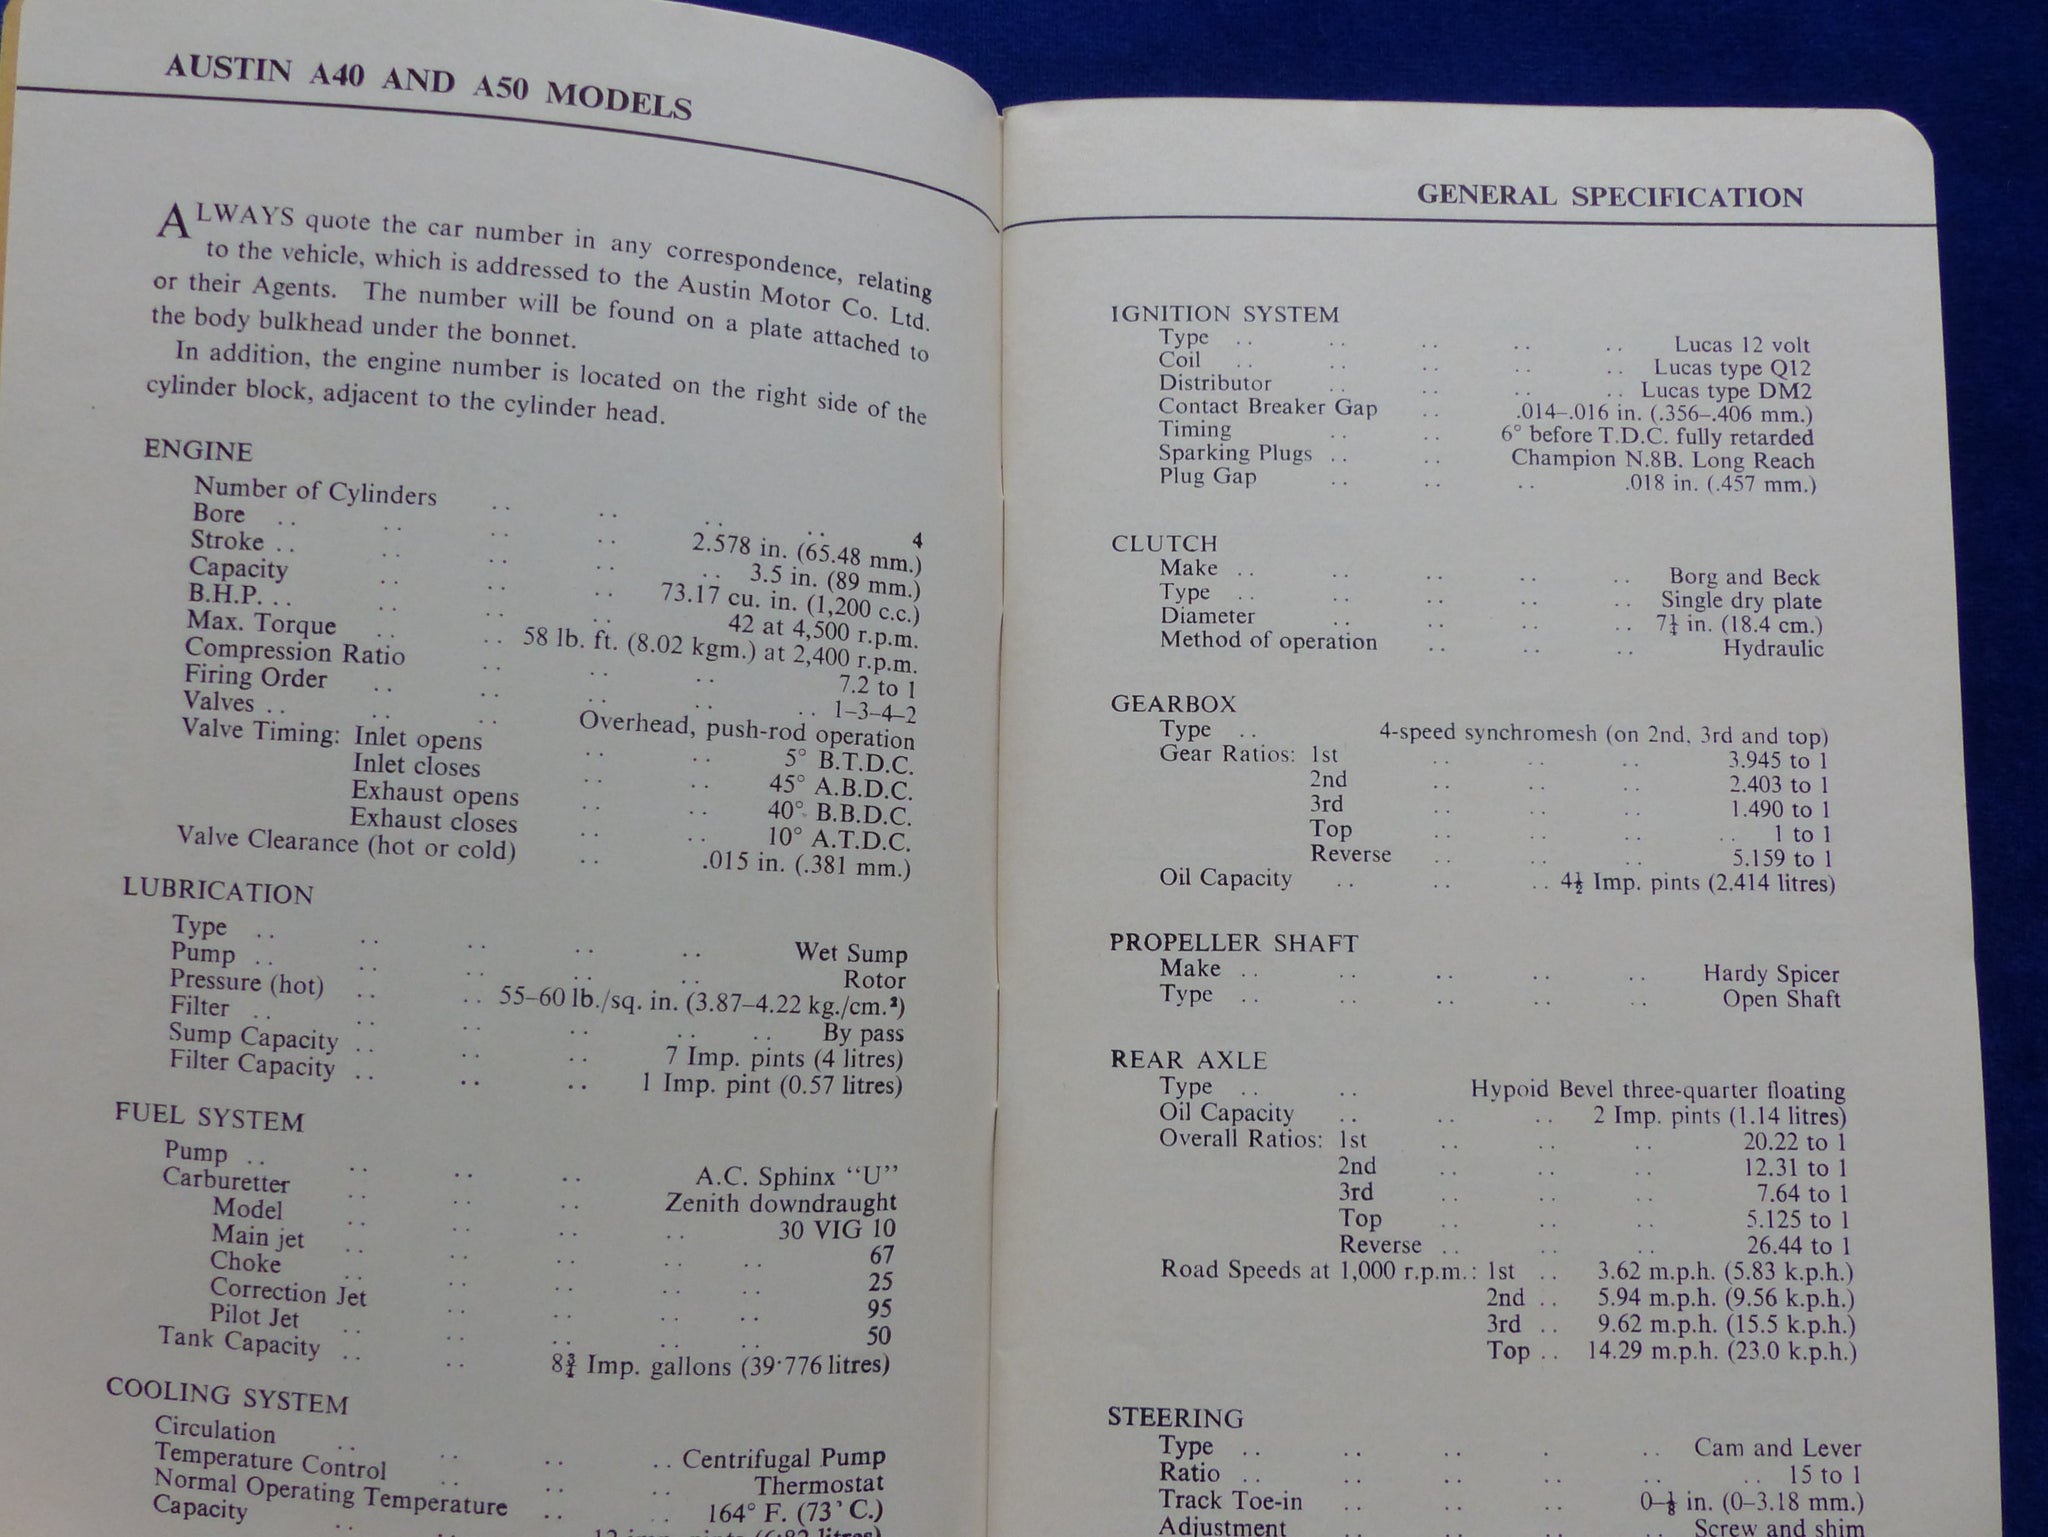 AUSTIN A40 AND A50 MODELS
ALWAYS quote the car number in any correspondence, relating
to the vehicle, which is addressed to the Austin Motor Co. Ltd.
or their Agents. The number will be found on a plate attached to
the body bulkhead under the bonnet.
In addition, the engine number is located on the right side of the
cylinder block, adjacent to the cylinder head.
ENGINE
Number of Cylinders .. .. .. 4
Bore .. .. .. .. .. 2.578 in. (65.48 mm.)
Stroke .. .. .. .. .. 3.5 in. (89 mm.)
Capacity .. .. .. 73.17 cu. in. (1,200 c.c.)
B.H.P. .. .. .. .. 42 at 4,500 r.p.m.
Max. Torque .. .. 58 lb. ft. (8.02 kgm.) at 2,400 r.p.m.
Compression Ratio .. .. .. 7.2 to 1
Firing Order .. .. .. .. .. 1-3-4-2
Valves .. .. .. Overhead, push-rod operation
Valve Timing: Inlet opens .. .. 5° B.T.D.C.
Inlet closes .. .. 45° A.B.D.C.
Exhaust opens .. .. 40° B.B.D.C.
Exhaust closes .. .. 10° A.T.D.C.
Valve Clearance (hot or cold) .. .015 in. (.381 mm.)
LUBRICATION
Type .. .. .. .. .. Wet Sump
Pump .. .. .. .. .. Rotor
Pressure (hot) .. .. 55–60 lb./sq. in. (3.87–4.22 kg./cm.²)
Filter .. .. .. .. .. .. By pass
Sump Capacity .. .. .. 7 Imp. pints (4 litres)
Filter Capacity .. .. .. 1 Imp. pint (0.57 litres)
FUEL SYSTEM
Pump .. .. .. .. A.C. Sphinx "U"
Carburetter .. .. .. Zenith downdraught
Model .. .. .. .. 30 VIG 10
Main jet .. .. .. .. .. 67
Choke .. .. .. .. .. 25
Correction Jet .. .. .. .. 95
Pilot Jet .. .. .. .. .. 50
Tank Capacity .. .. 8¾ Imp. gallons (39·776 litres)
COOLING SYSTEM
Circulation .. .. .. .. Centrifugal Pump
Temperature Control .. .. .. Thermostat
Normal Operating Temperature .. .. 164° F. (73° C.)
Capacity .. .. 12 imp. pints (6.82 litres)
GENERAL SPECIFICATION
IGNITION SYSTEM
Type .. .. .. .. .. Lucas 12 volt
Coil .. .. .. .. .. Lucas type Q12
Distributor .. .. .. Lucas type DM2
Contact Breaker Gap .. .014–.016 in. (.356–.406 mm.)
Timing .. .. 6° before T.D.C. fully retarded
Sparking Plugs .. .. Champion N.8B. Long Reach
Plug Gap .. .. .. .018 in. (.457 mm.)
CLUTCH
Make .. .. .. .. .. Borg and Beck
Type .. .. .. .. .. Single dry plate
Diameter .. .. .. .. 7¼ in. (18.4 cm.)
Method of operation .. .. .. Hydraulic
GEARBOX
Type .. 4-speed synchromesh (on 2nd, 3rd and top)
Gear Ratios: 1st .. .. .. 3.945 to 1
2nd .. .. .. 2.403 to 1
3rd .. .. .. 1.490 to 1
Top .. .. .. .. 1 to 1
Reverse .. .. .. 5.159 to 1
Oil Capacity .. .. .. 4¼ Imp. pints (2.414 litres)
PROPELLER SHAFT
Make .. .. .. .. .. Hardy Spicer
Type .. .. .. .. .. Open Shaft
REAR AXLE
Type .. .. Hypoid Bevel three-quarter floating
Oil Capacity .. .. .. 2 Imp. pints (1.14 litres)
Overall Ratios: 1st .. .. .. 20.22 to 1
2nd .. .. .. 12.31 to 1
3rd .. .. .. 7.64 to 1
Top .. .. .. 5.125 to 1
Reverse .. .. .. 26.44 to 1
Road Speeds at 1,000 r.p.m.: 1st .. 3.62 m.p.h. (5.83 k.p.h.)
2nd .. 5.94 m.p.h. (9.56 k.p.h.)
3rd .. 9.62 m.p.h. (15.5 k.p.h.)
Top .. 14.29 m.p.h. (23.0 k.p.h.)
STEERING
Type .. .. .. . .. Cam and Lever
Ratio .. .. .. .. .. .. 15 to 1
Track Toe-in .. .. .. 0–⅛ in. (0–3.18 mm.)
Adjustment .. .. .. .. Screw and shim